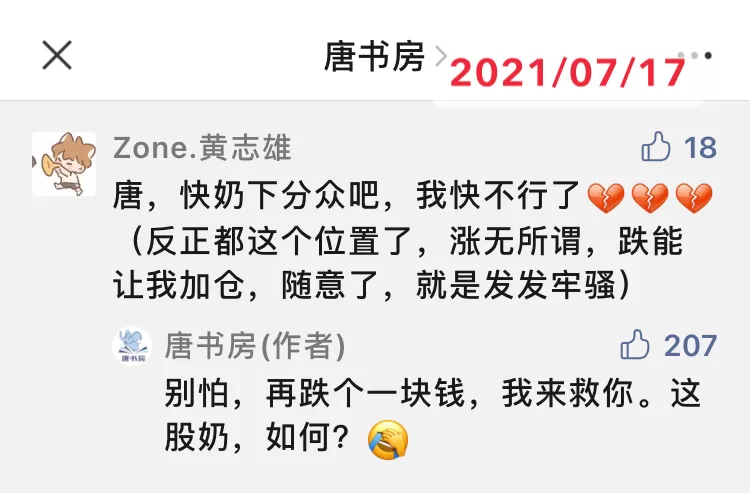 唐书房
2021/07/17
Zone.黄志雄
18
唐，快奶下分众吧，我快不行了💔💔💔
（反正都这个位置了，涨无所谓，跌能
让我加仓，随意了，就是发发牢骚）
唐书房(作者)
207
别怕，再跌个一块钱，我来救你。这
股奶，如何？🤣